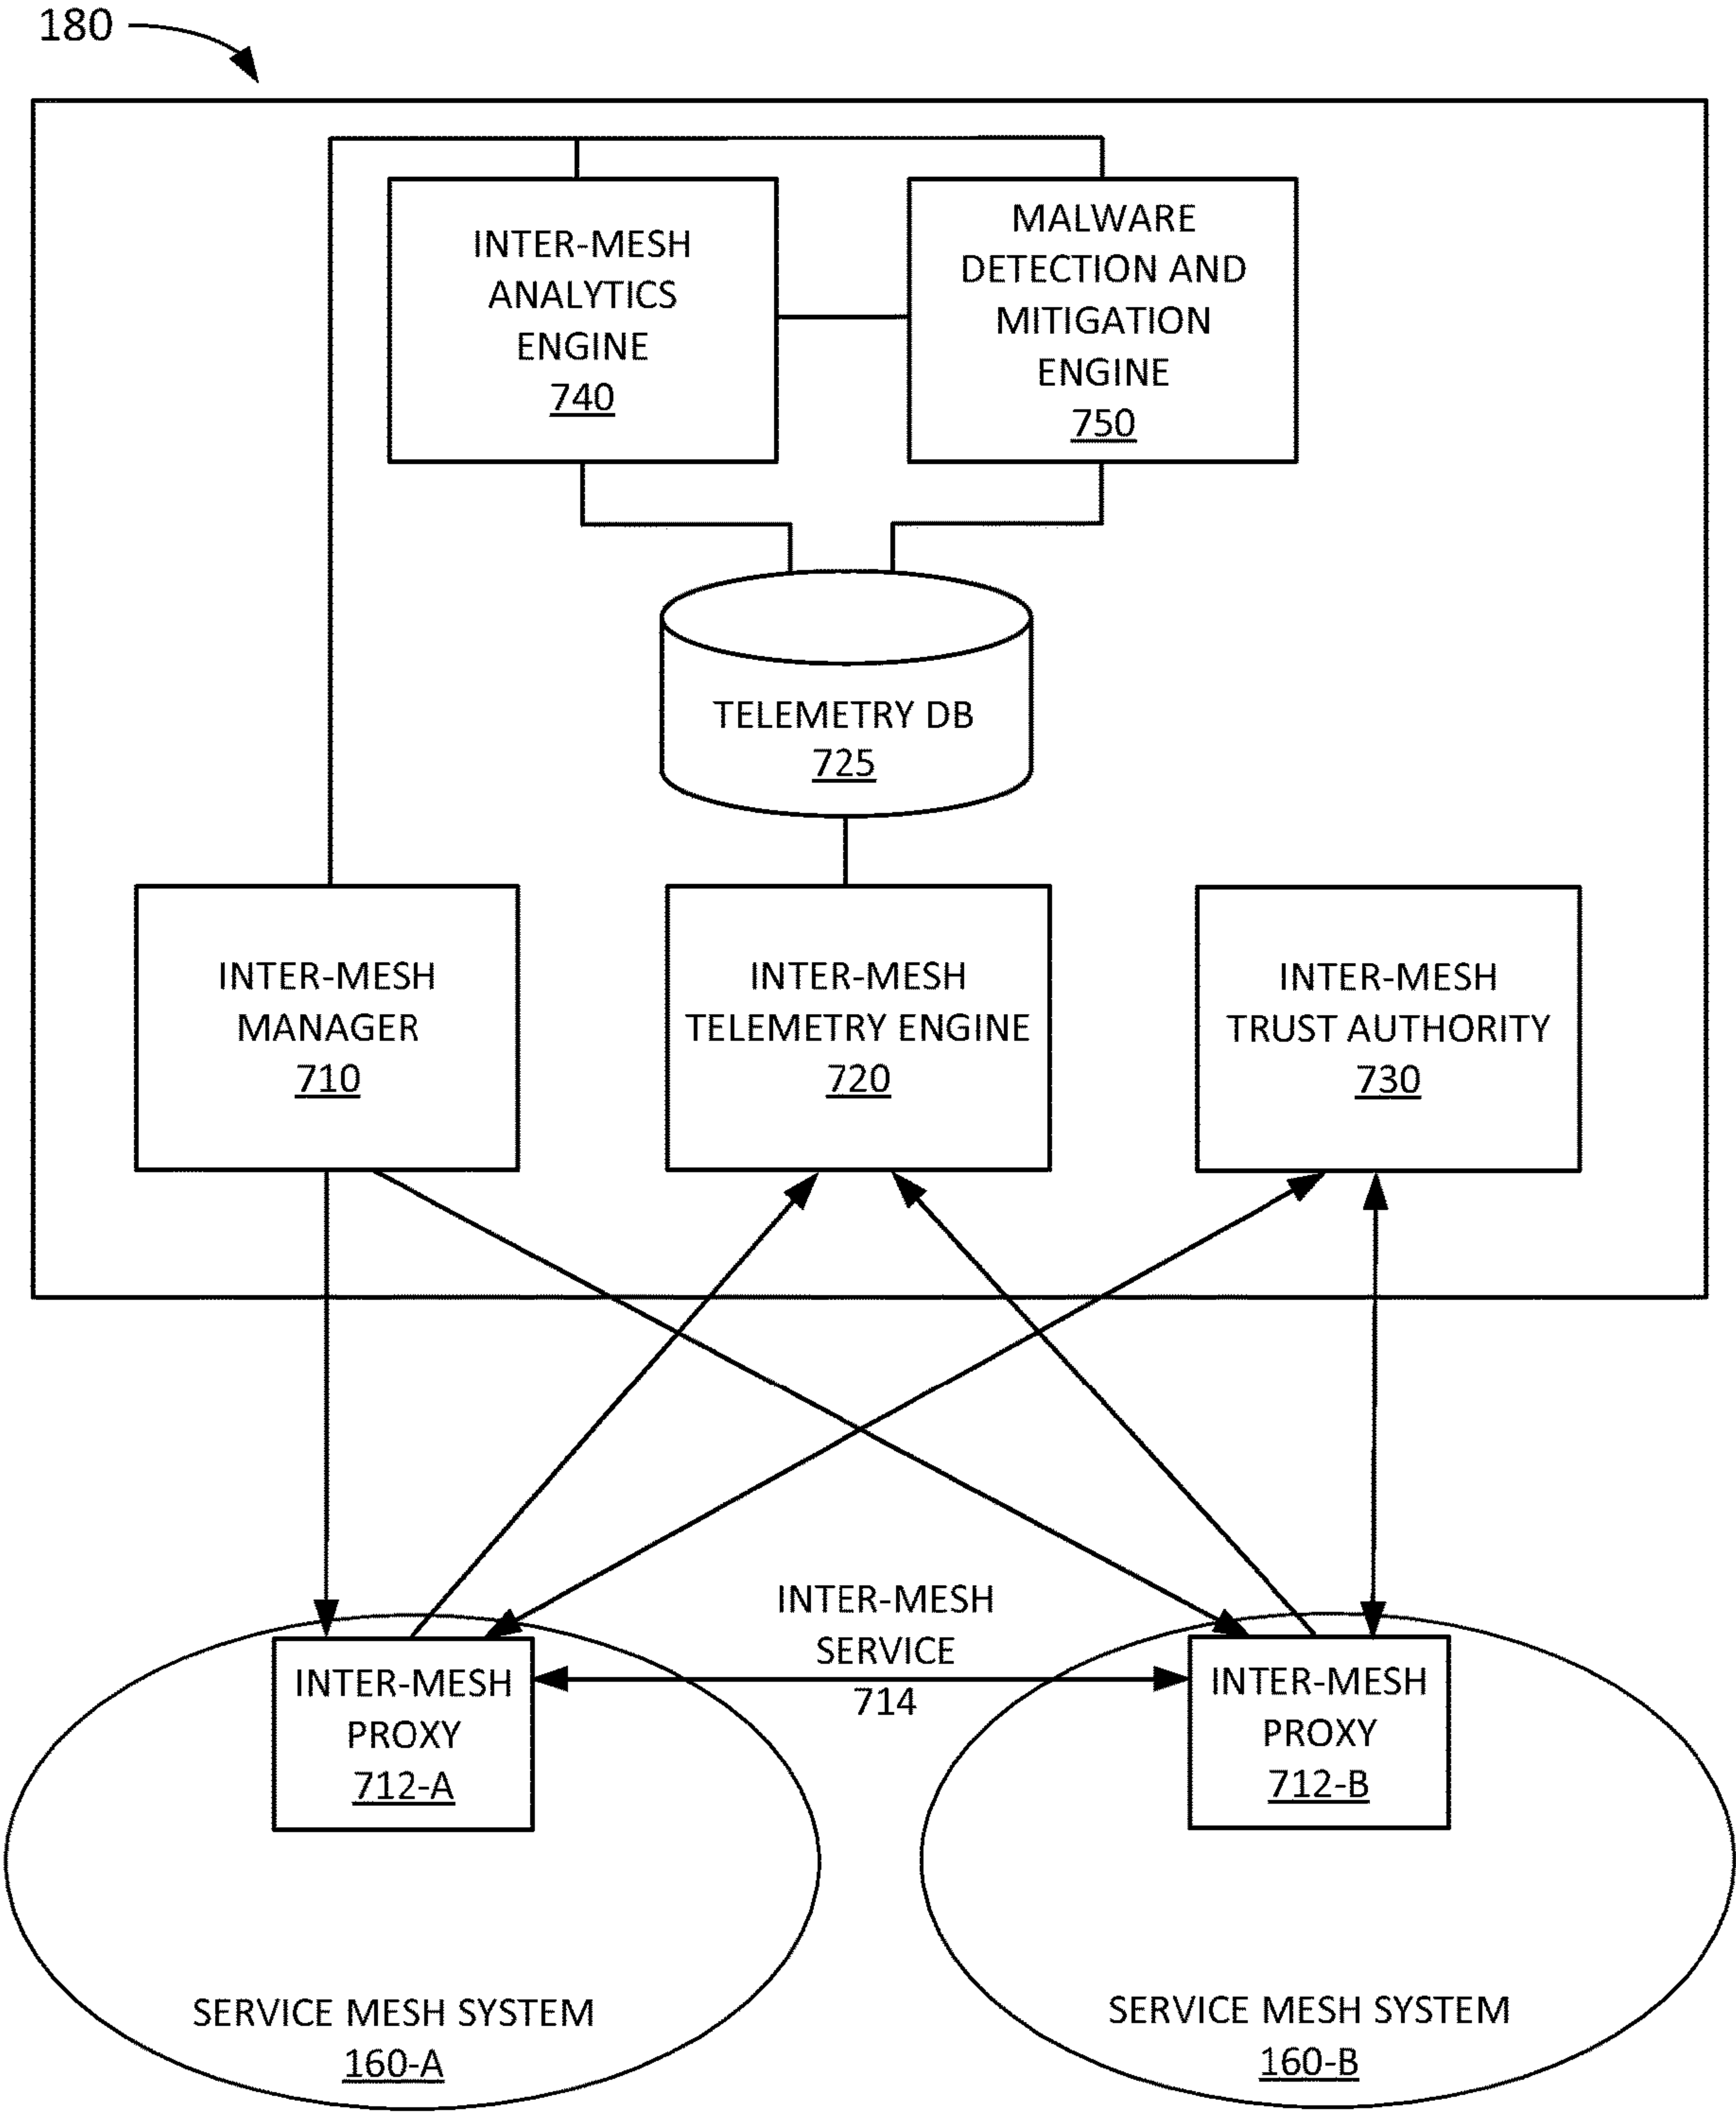 180
INTER-MESH
ANALYTICS
ENGINE
740
MALWARE
DETECTION AND
MITIGATION
ENGINE
750
TELEMETRY DB
725
INTER-MESH
MANAGER
710
INTER-MESH
TELEMETRY ENGINE
720
INTER-MESH
TRUST AUTHORITY
730
INTER-MESH
SERVICE
714
INTER-MESH
PROXY
712-A
INTER-MESH
PROXY
712-B
SERVICE MESH SYSTEM
160-A
SERVICE MESH SYSTEM
160-B